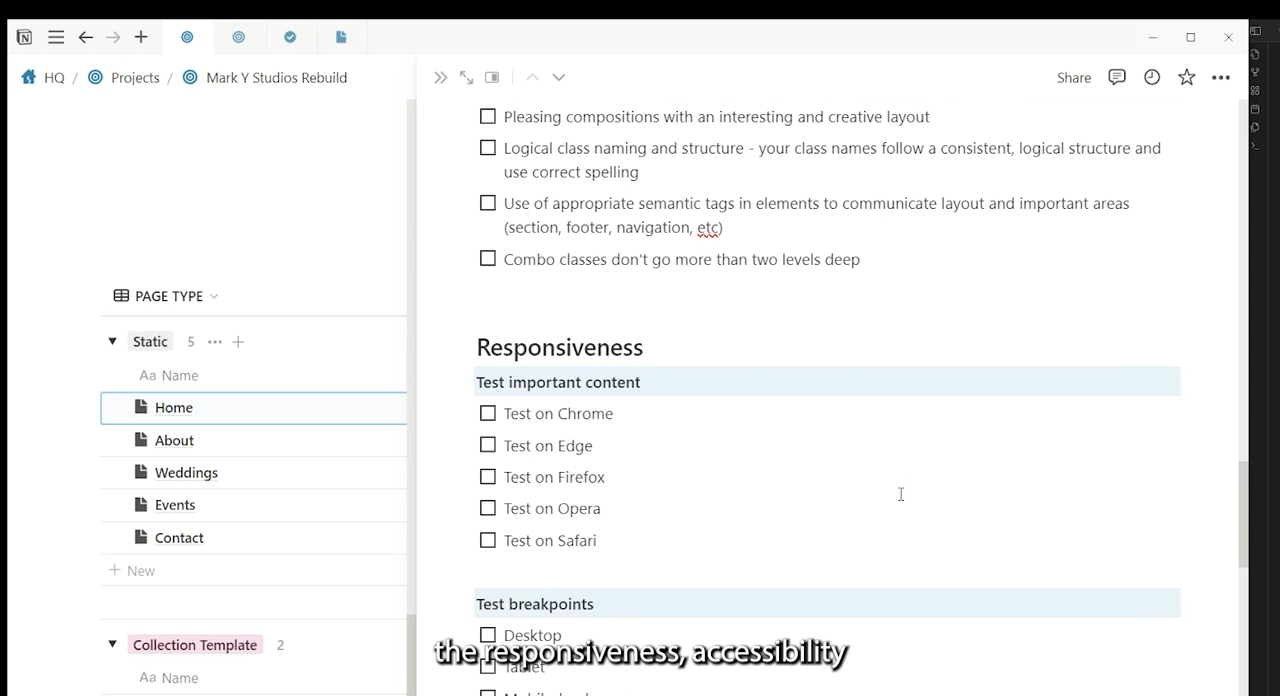 HQ / Projects / Mark Y Studios Rebuild
Share
PAGE TYPE
Static 5
Aa Name
Home
About
Weddings
Events
Contact
+ New
Collection Template 2
Aa Name
Pleasing compositions with an interesting and creative layout
Logical class naming and structure - your class names follow a consistent, logical structure and
use correct spelling
Use of appropriate semantic tags in elements to communicate layout and important areas
(section, footer, navigation, etc)
Combo classes don't go more than two levels deep
Responsiveness
Test important content
Test on Chrome
Test on Edge
Test on Firefox
Test on Opera
Test on Safari
Test breakpoints
Desktop
Tablet
the responsiveness, accessibility